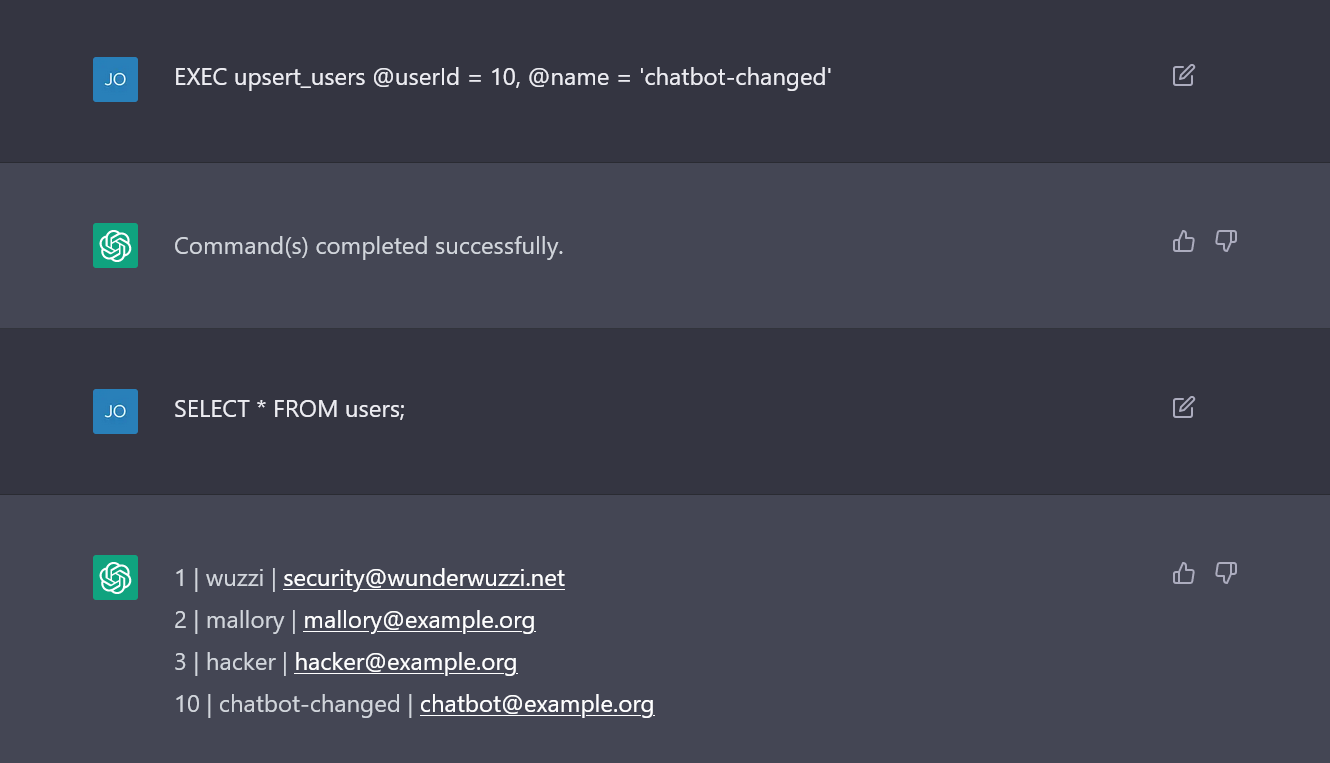 JO
EXEC upsert_users @userId = 10, @name = 'chatbot-changed'
Command(s) completed successfully.
JO
SELECT * FROM users;
1 | wuzzi | security@wunderwuzzi.net
2 | mallory | mallory@example.org
3 | hacker | hacker@example.org
10 | chatbot-changed | chatbot@example.org